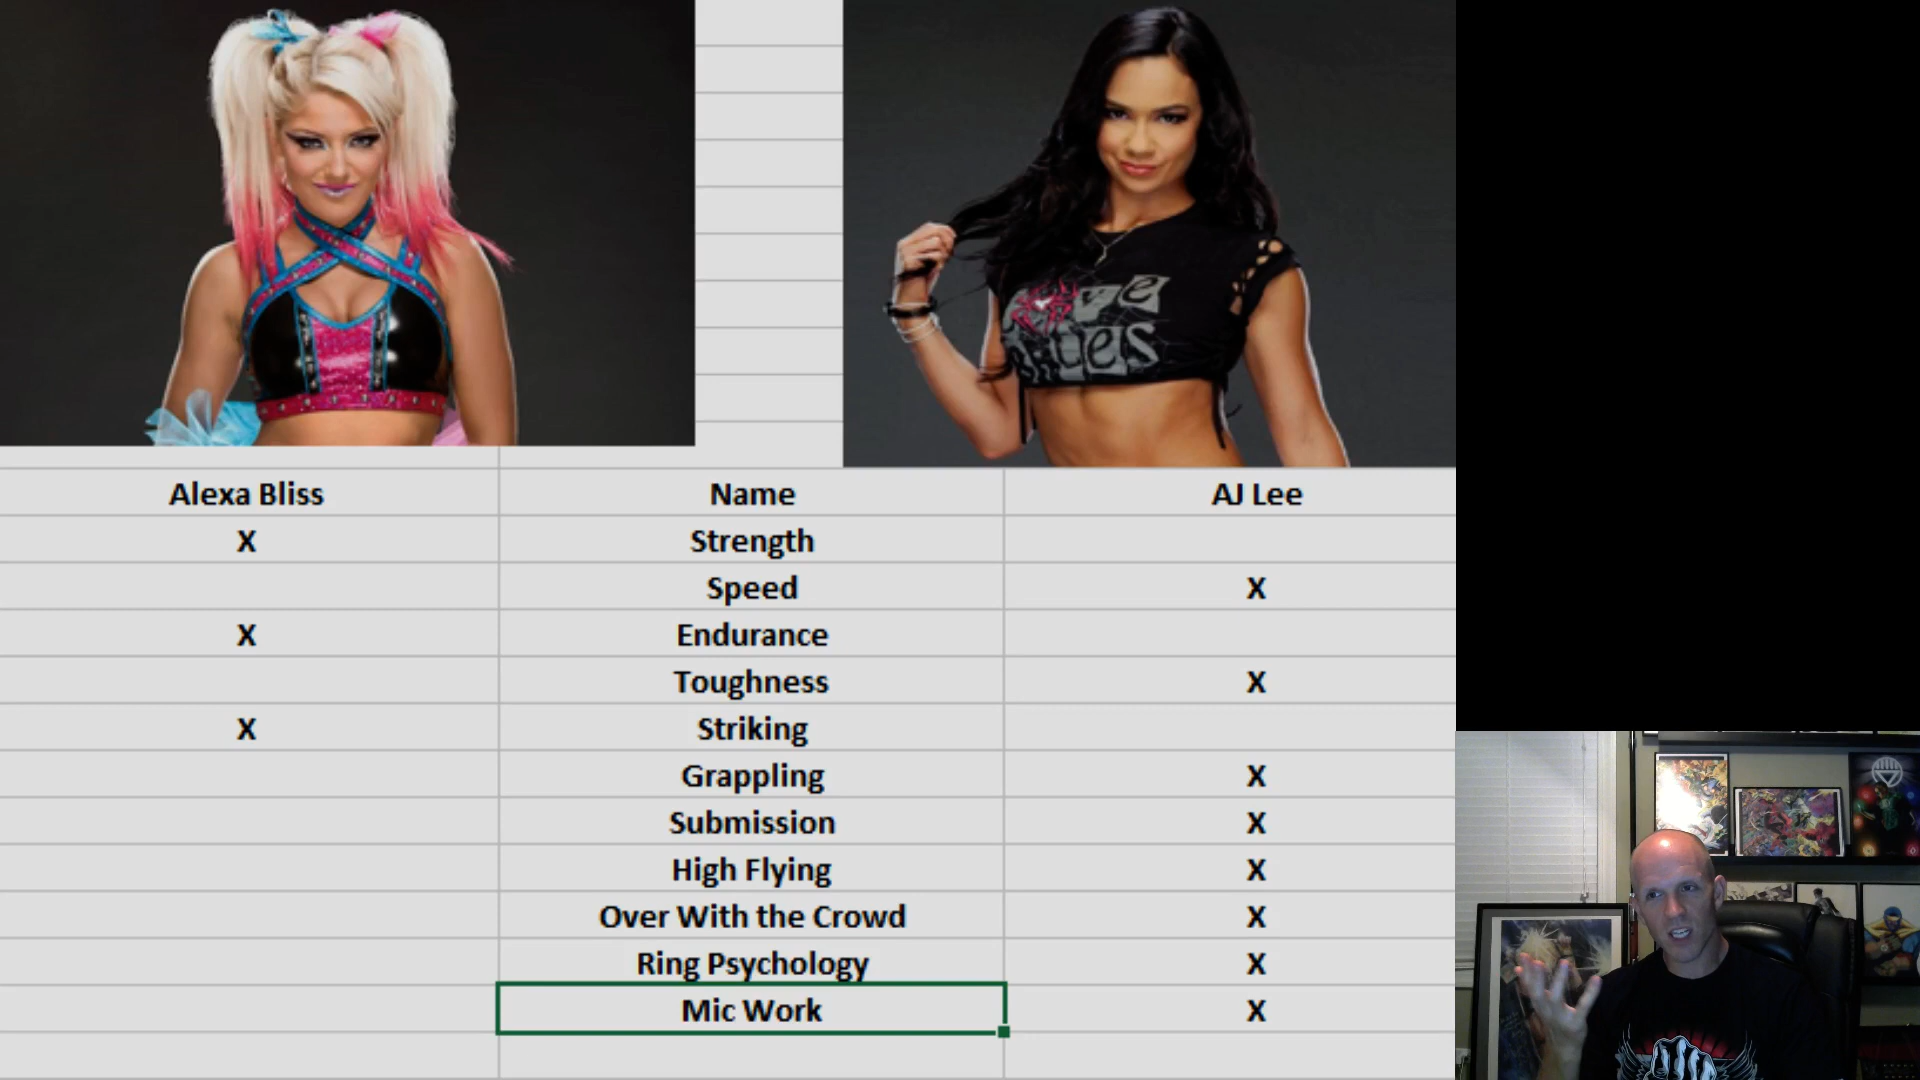 Love
Alexa Bliss Name AJ Lee
X Strength
Speed X
X Endurance
Toughness X
X Striking
Grappling X
Submission X
High Flying X
Over With the Crowd X
Ring Psychology X
Mic Work X